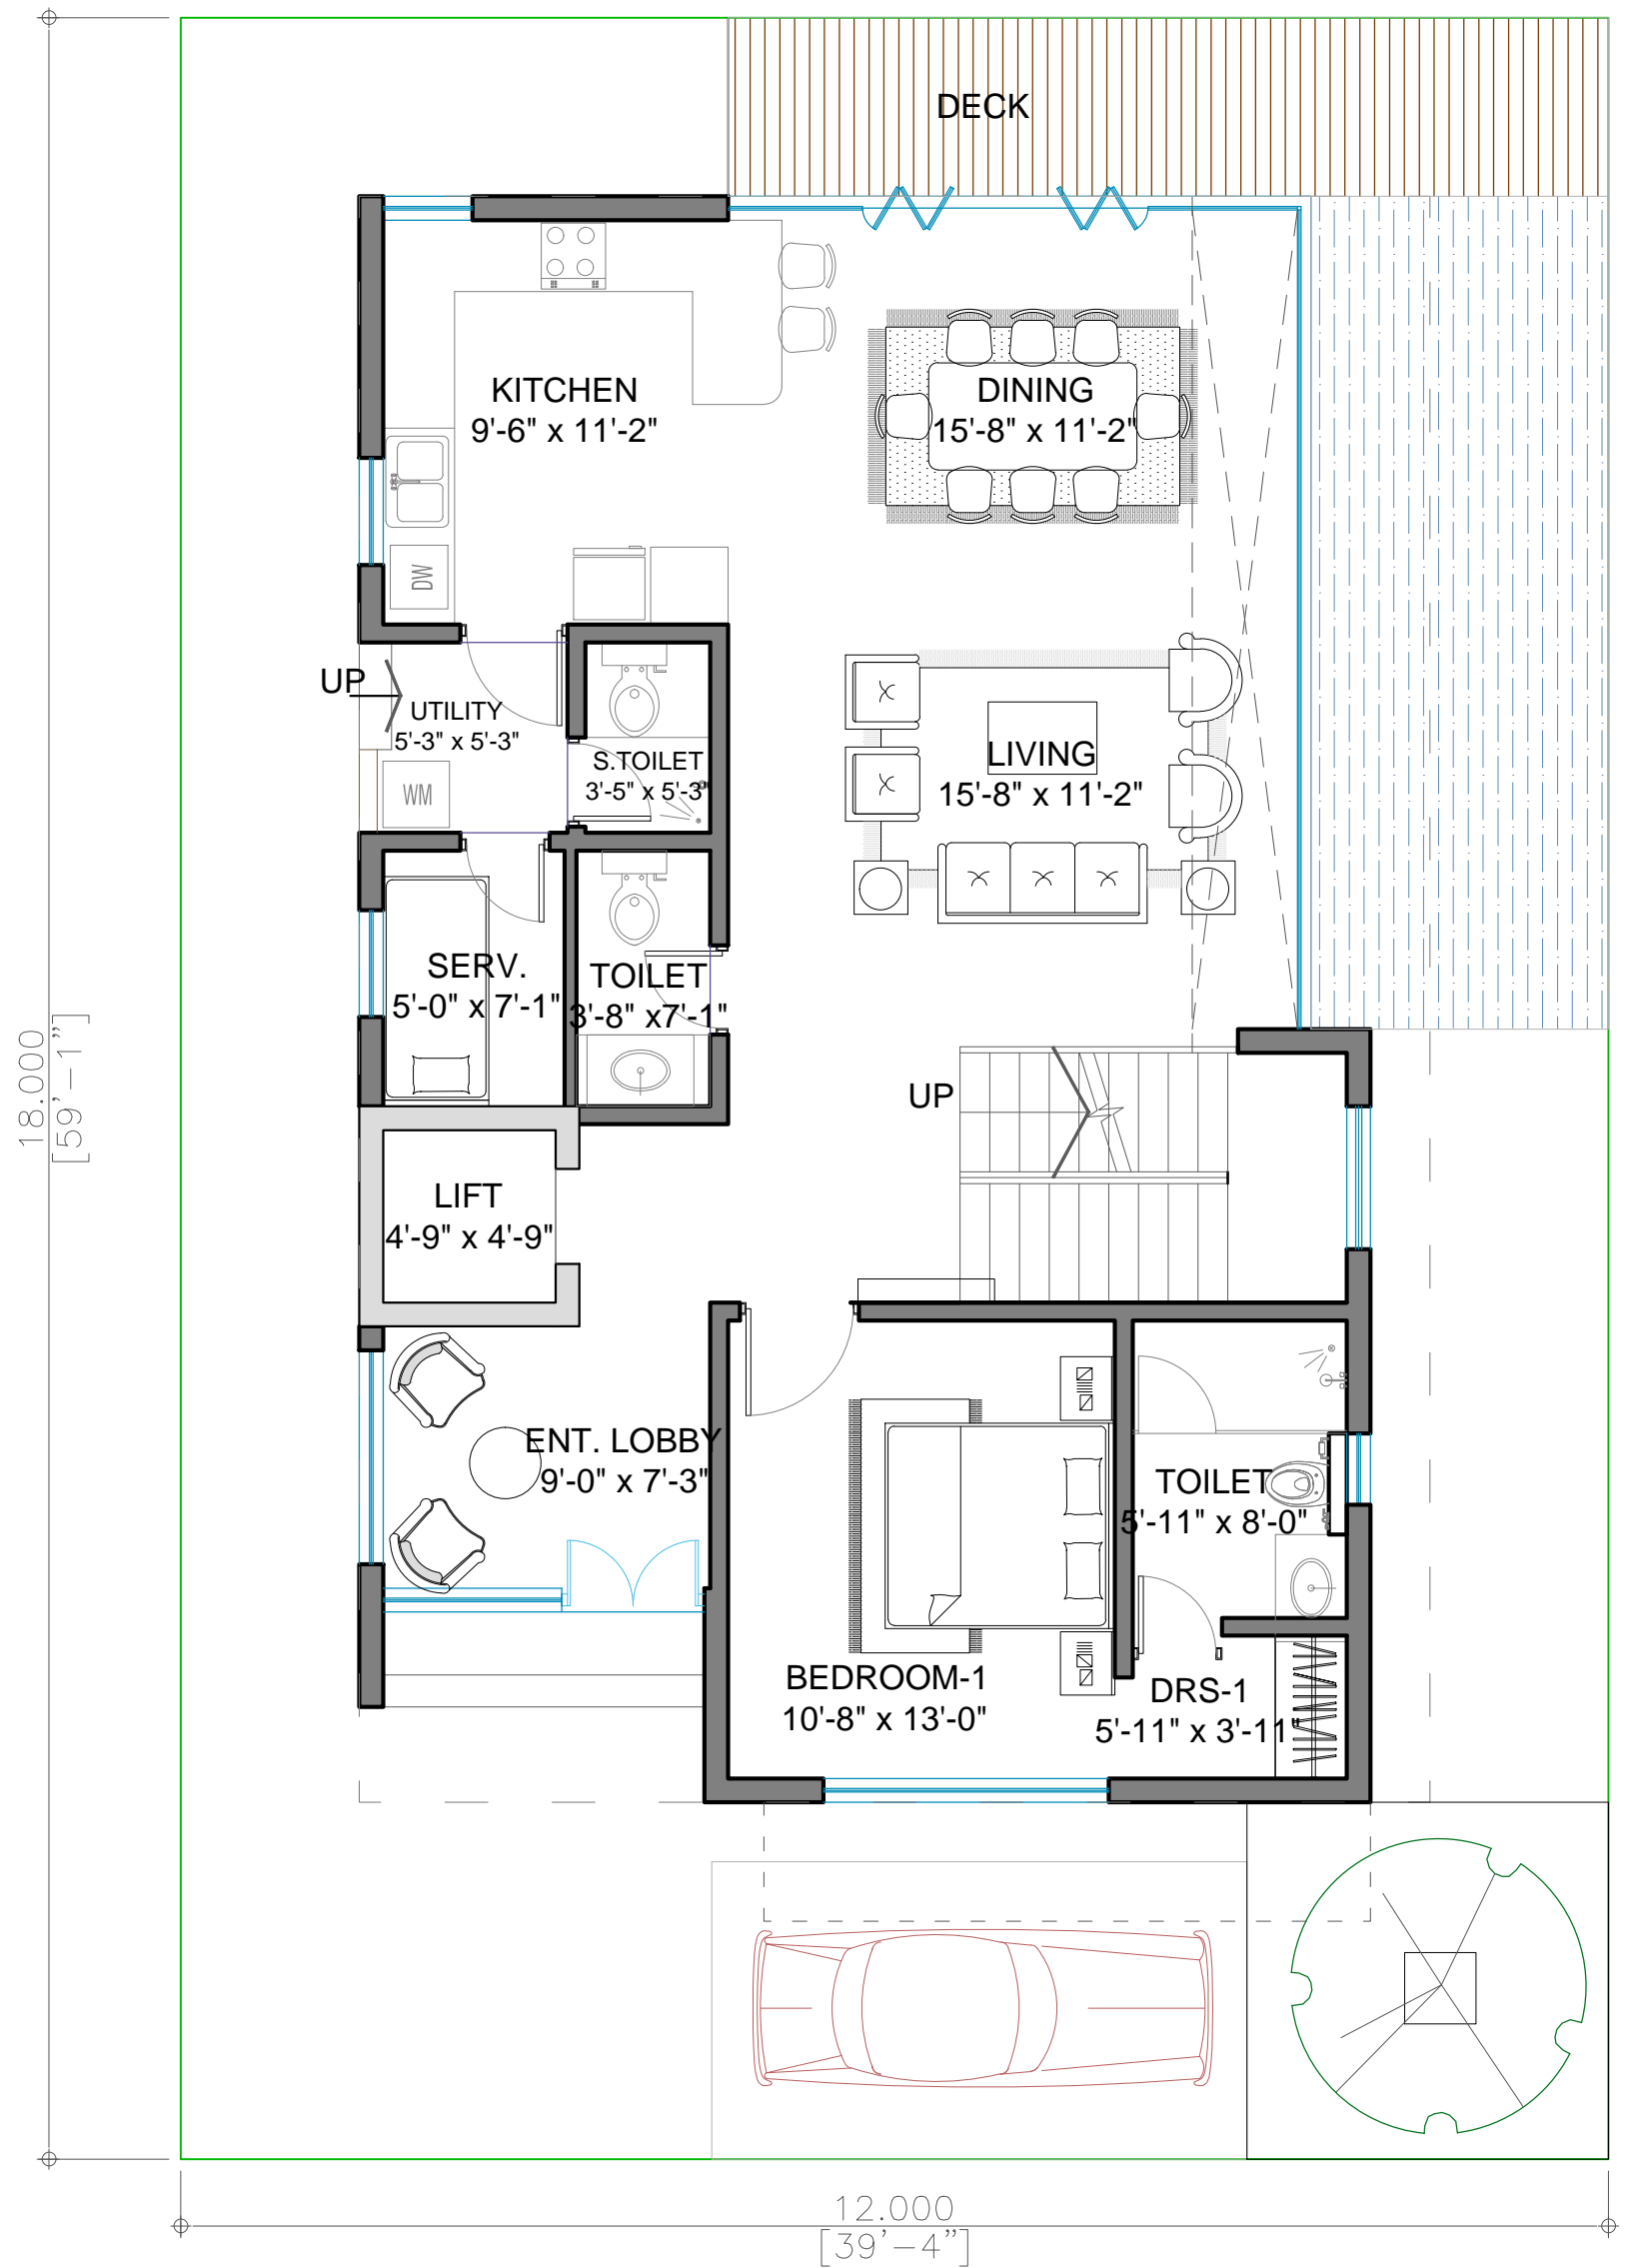 DECK
KITCHEN
9'-6" x 11'-2"
DINING
15'-8" x 11'-2"
DW
UP
UTILITY
5'-3" x 5'-3"
S.TOILET
3'-5" x 5'-3"
WM
LIVING
15'-8" x 11'-2"
SERV.
5'-0" x 7'-1"
TOILET
3'-8" x7'-1"
UP
18.000
[59'-1"]
LIFT
4'-9" x 4'-9"
ENT. LOBBY
9'-0" x 7'-3"
TOILET
5'-11" x 8'-0"
BEDROOM-1
10'-8" x 13'-0"
DRS-1
5'-11" x 3'-11"
12.000
[39'-4"]